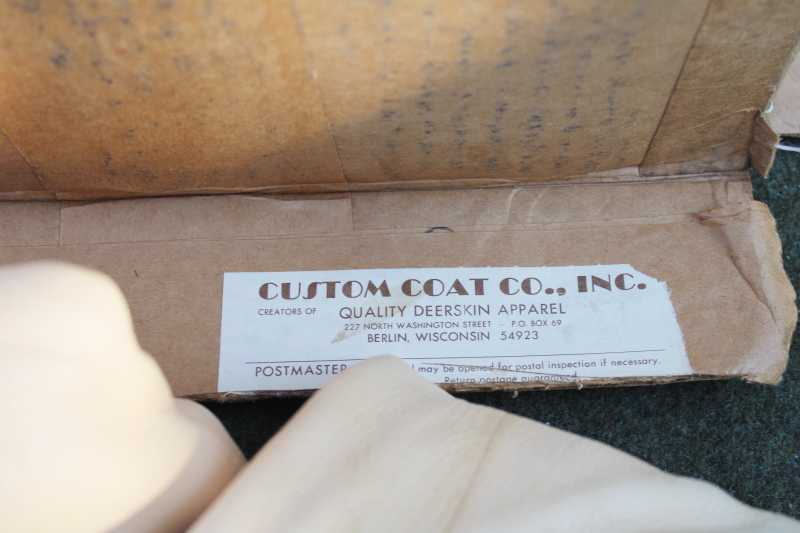 CUSTOM COAT CO., INC.
CREATORS OF QUALITY DEERSKIN APPAREL
227 NORTH WASHINGTON STREET — P.O. BOX 69
BERLIN, WISCONSIN 54923
POSTMASTER may be opened for postal inspection if necessary.
Return postage guaranteed